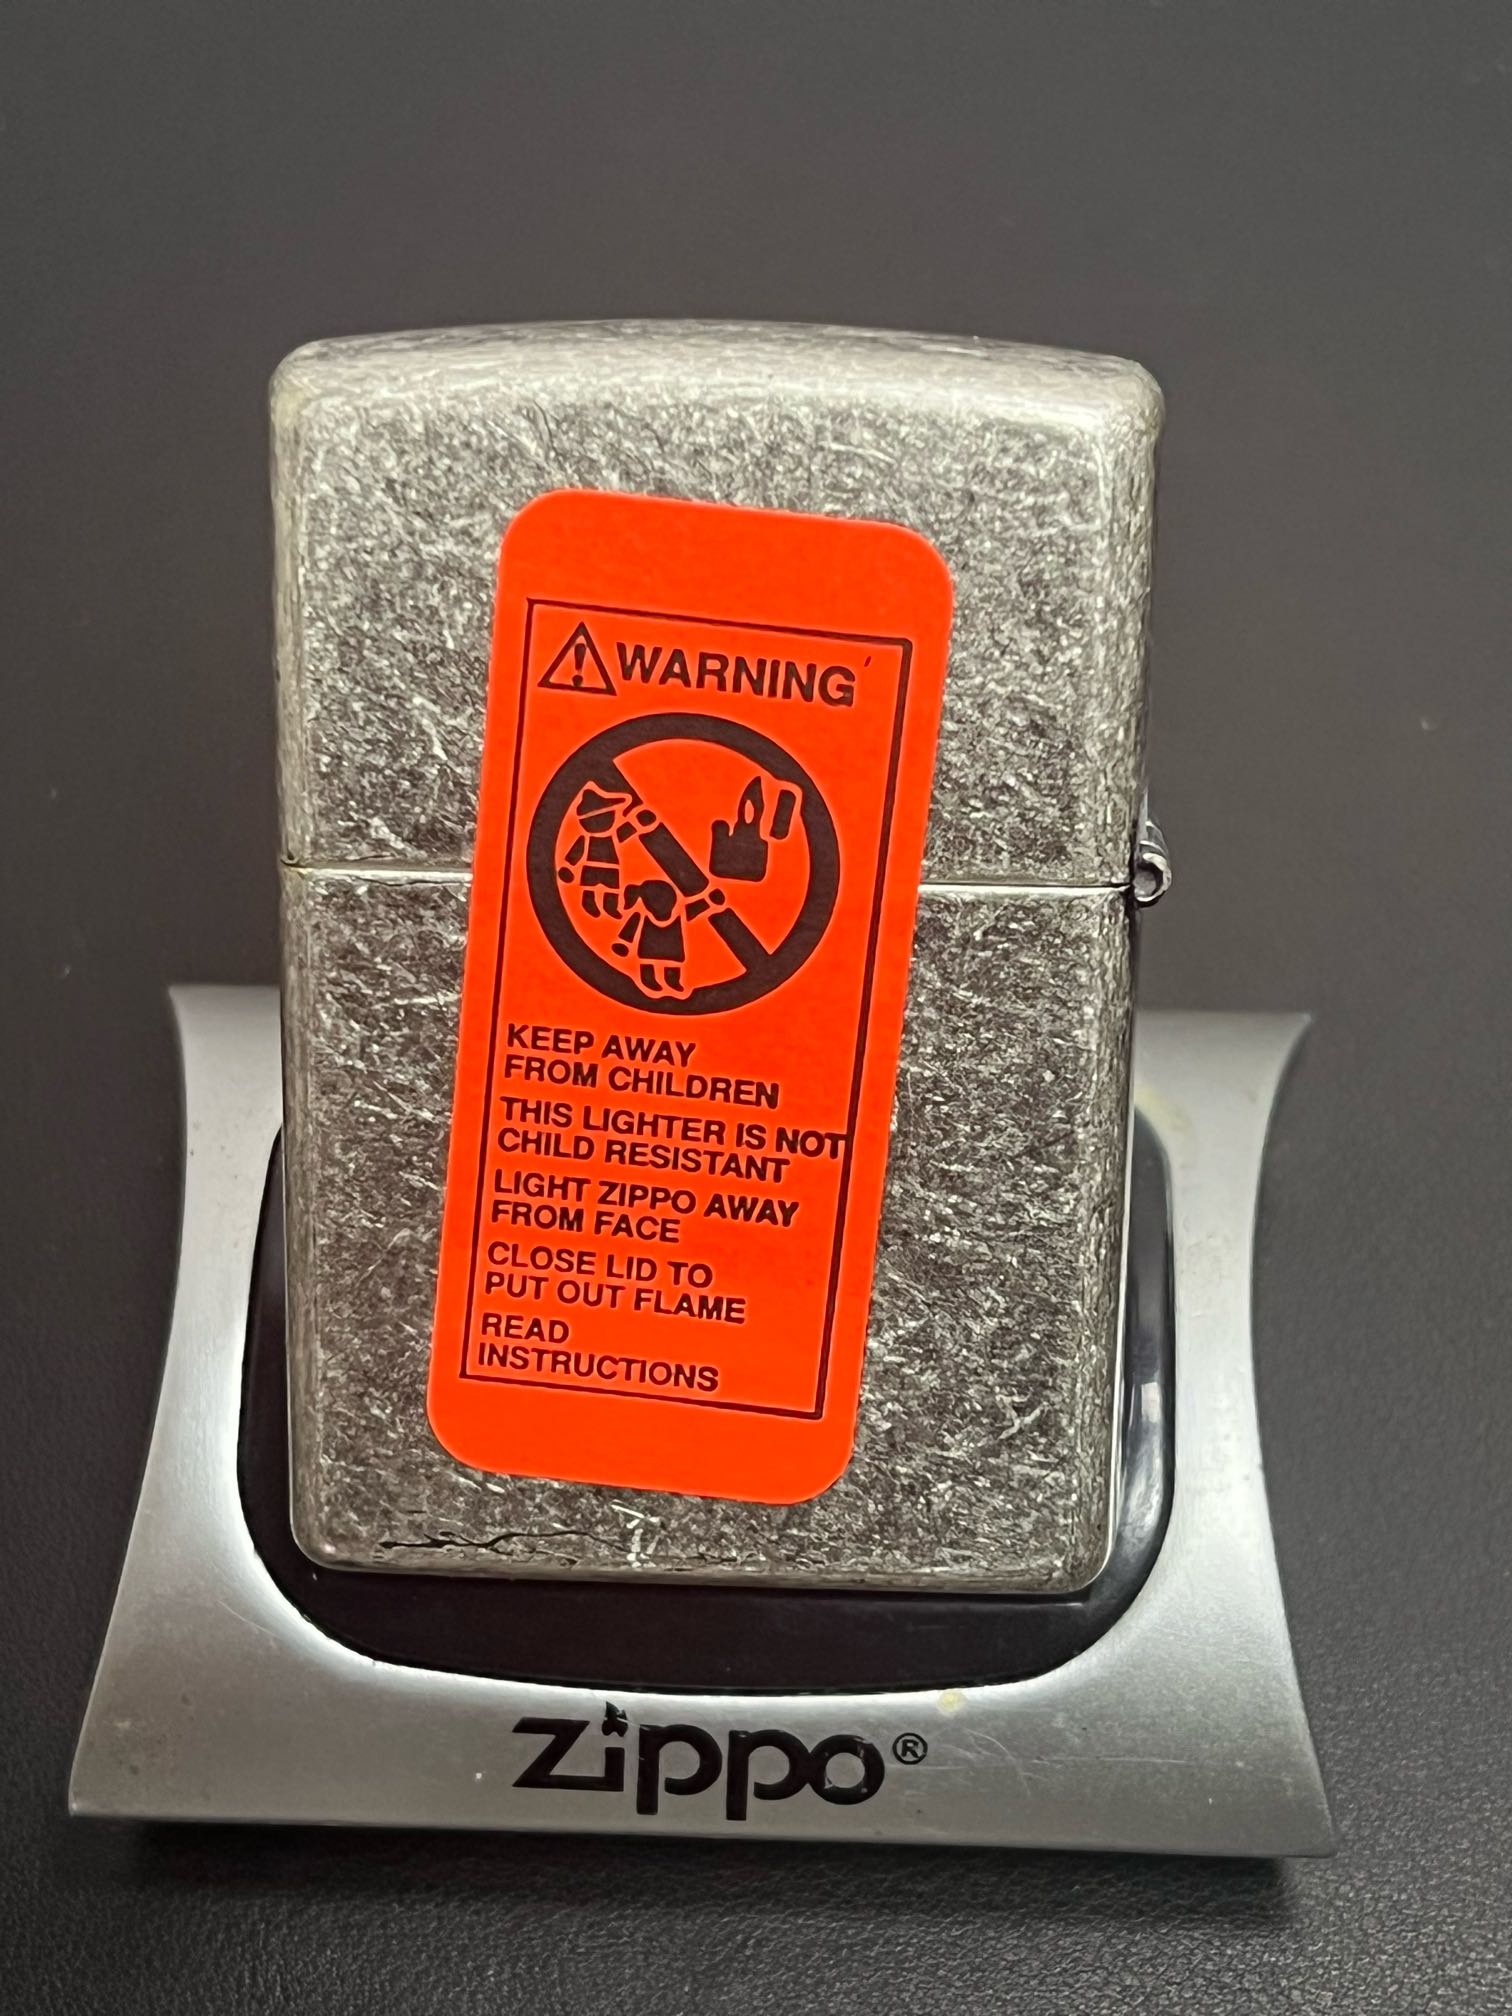 WARNING
KEEP AWAY
FROM CHILDREN
THIS LIGHTER IS NOT
CHILD RESISTANT
LIGHT ZIPPO AWAY
FROM FACE
CLOSE LID TO
PUT OUT FLAME
READ
INSTRUCTIONS
Zippo®